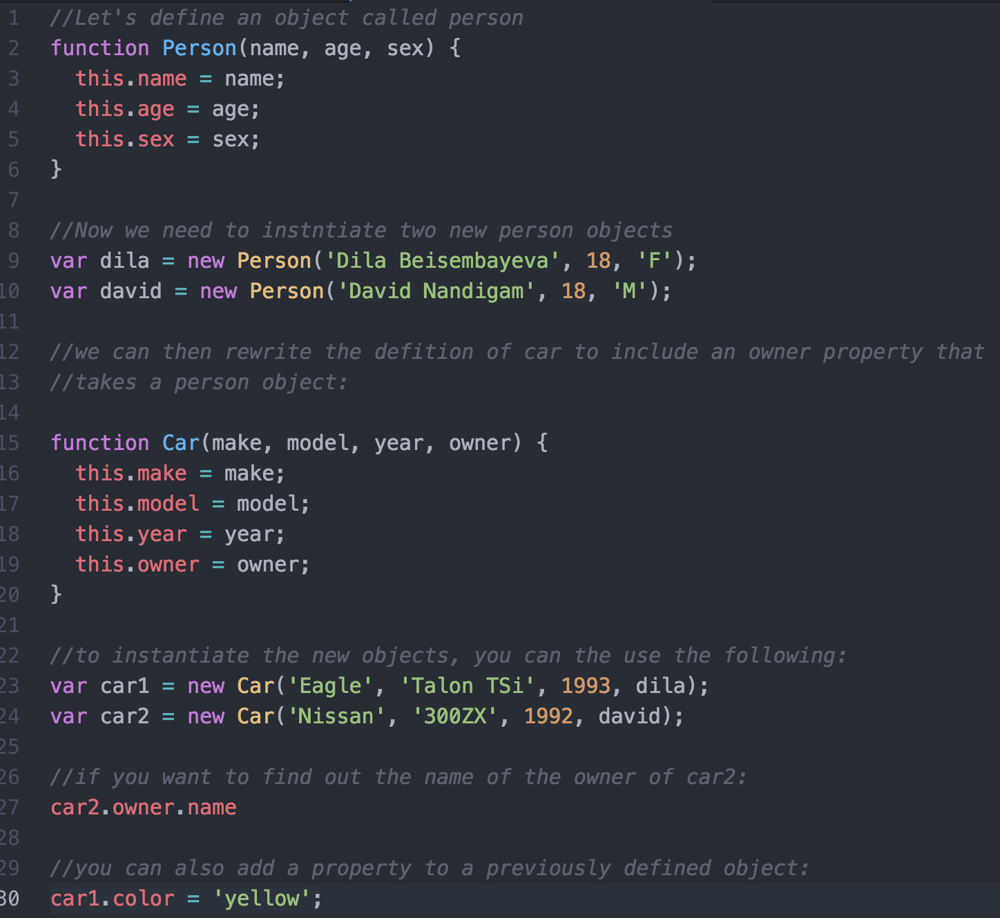 1 //Let's define an object called person
2 function Person(name, age, sex) {
3   this.name = name;
4   this.age = age;
5   this.sex = sex;
6 }
7
8 //Now we need to instntiate two new person objects
9 var dila = new Person('Dila Beisembayeva', 18, 'F');
10 var david = new Person('David Nandigam', 18, 'M');
11
12 //we can then rewrite the defition of car to include an owner property that
13 //takes a person object:
14
15 function Car(make, model, year, owner) {
16   this.make = make;
17   this.model = model;
18   this.year = year;
19   this.owner = owner;
20 }
21
22 //to instantiate the new objects, you can the use the following:
23 var car1 = new Car('Eagle', 'Talon TSi', 1993, dila);
24 var car2 = new Car('Nissan', '300ZX', 1992, david);
25
26 //if you want to find out the name of the owner of car2:
27 car2.owner.name
28
29 //you can also add a property to a previously defined object:
30 car1.color = 'yellow';